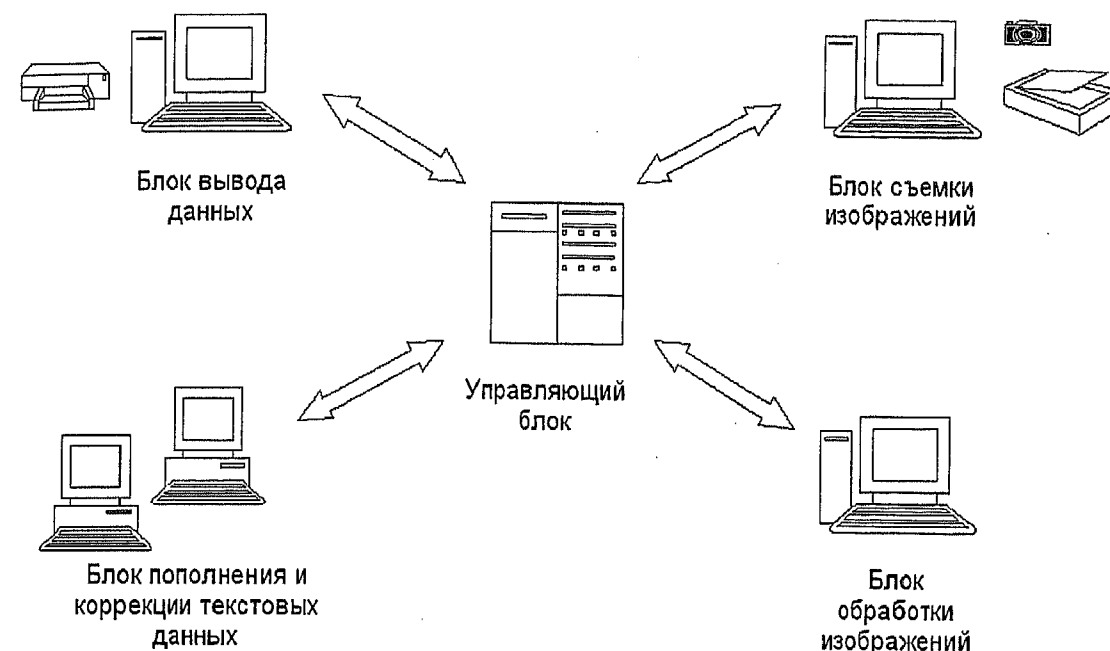 Блок вывода
данных
Блок съемки
изображений
Управляющий
блок
Блок пополнения и
коррекции текстовых
данных
Блок
обработки
изображений